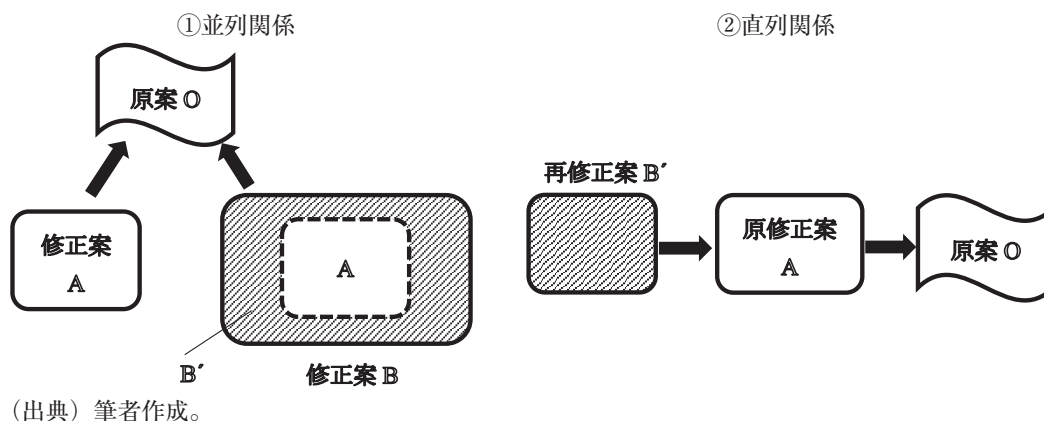 ①並列関係
原案 O
修正案
A
A
B´
修正案 B
②直列関係
再修正案 B´
原修正案
A
原案 O
（出典）筆者作成。